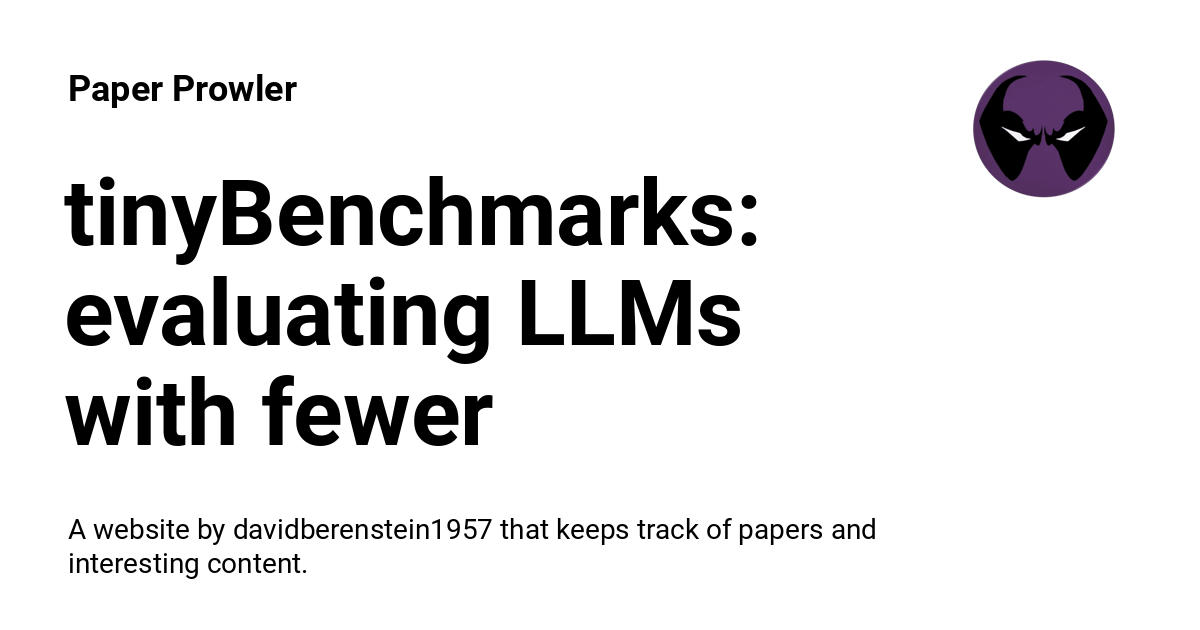 Paper Prowler
tinyBenchmarks:
evaluating LLMs
with fewer
A website by davidberenstein1957 that keeps track of papers and
interesting content.